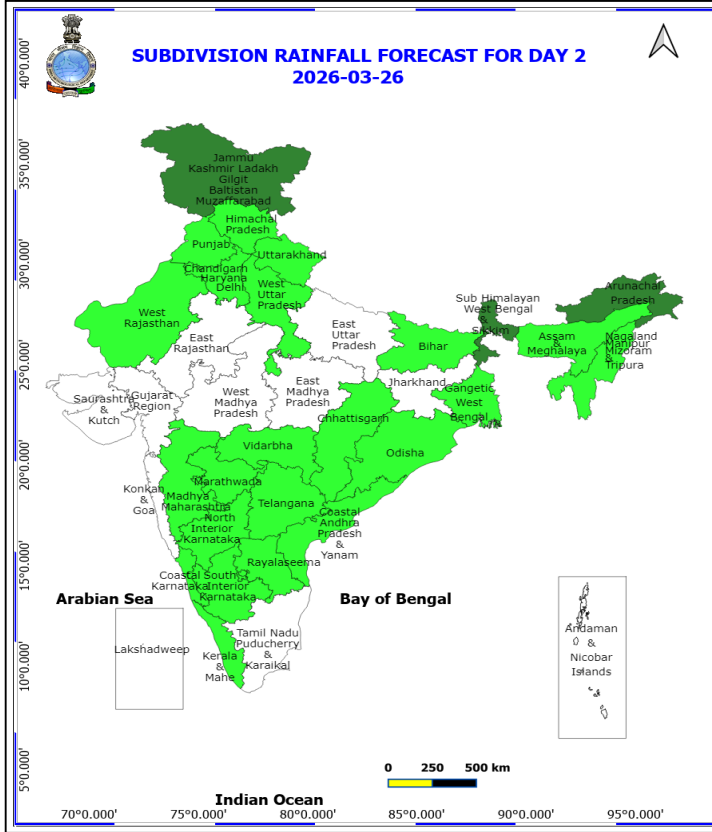 SUBDIVISION RAINFALL FORECAST FOR DAY 2
2026-03-26
40°0.000'
35°0.000'
30°0.000'
25°0.000'
20°0.000'
15°0.000'
10°0.000'
5°0.000'
Jammu
Kashmir Ladakh
Gilgit
Baltistan
Muzaffarabad
Himachal
Pradesh
Punjab
Uttarakhand
Chandigarh
Haryana
Delhi
West
Uttar
Pradesh
West
Rajasthan
East
Rajasthan
East
Uttar
Pradesh
Sub Himalayan
West Bengal
&
Sikkim
Arunachal
Pradesh
Assam
&
Meghalaya
Nagaland
Manipur
Mizoram
&
Tripura
Bihar
Jharkhand
Gangetic
West
Bengal
Saurashtra
&
Kutch
Gujarat
Region
West
Madhya
Pradesh
East
Madhya
Pradesh
Chhattisgarh
Odisha
Vidarbha
Marathwada
Madhya
Maharashtra
Konkan
&
Goa
Telangana
North
Interior
Karnataka
Coastal
Andhra
Pradesh
&
Yanam
Rayalaseema
Coastal
Karnataka
South
Interior
Karnataka
Arabian Sea
Bay of Bengal
Lakshadweep
Kerala
&
Mahe
Tamil Nadu
Puducherry
&
Karaikal
Andaman
&
Nicobar
Islands
0 250 500 km
Indian Ocean
70°0.000' 75°0.000' 80°0.000' 85°0.000' 90°0.000' 95°0.000'